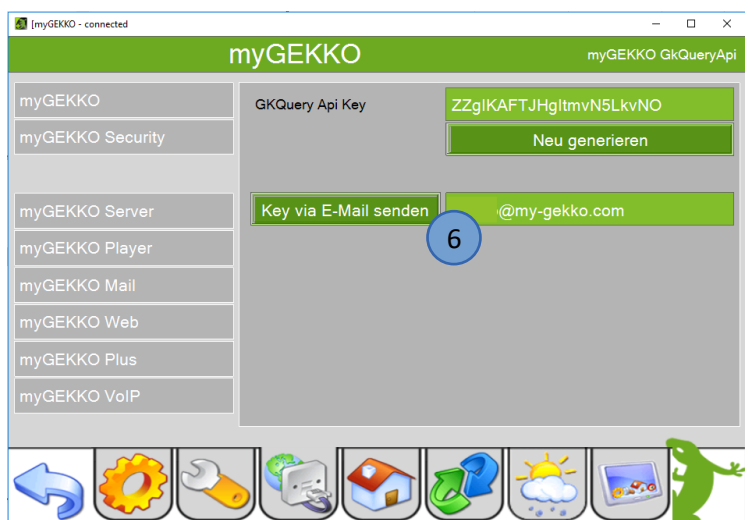 [myGEKKO - connected
myGEKKO
myGEKKO GkQueryApi
myGEKKO
myGEKKO Security
myGEKKO Server
myGEKKO Player
myGEKKO Mail
myGEKKO Web
myGEKKO Plus
myGEKKO VoIP
GKQuery Api Key
ZZgIKAFTJHgItmvN5LkvNO
Neu generieren
Key via E-Mail senden
@my-gekko.com
6